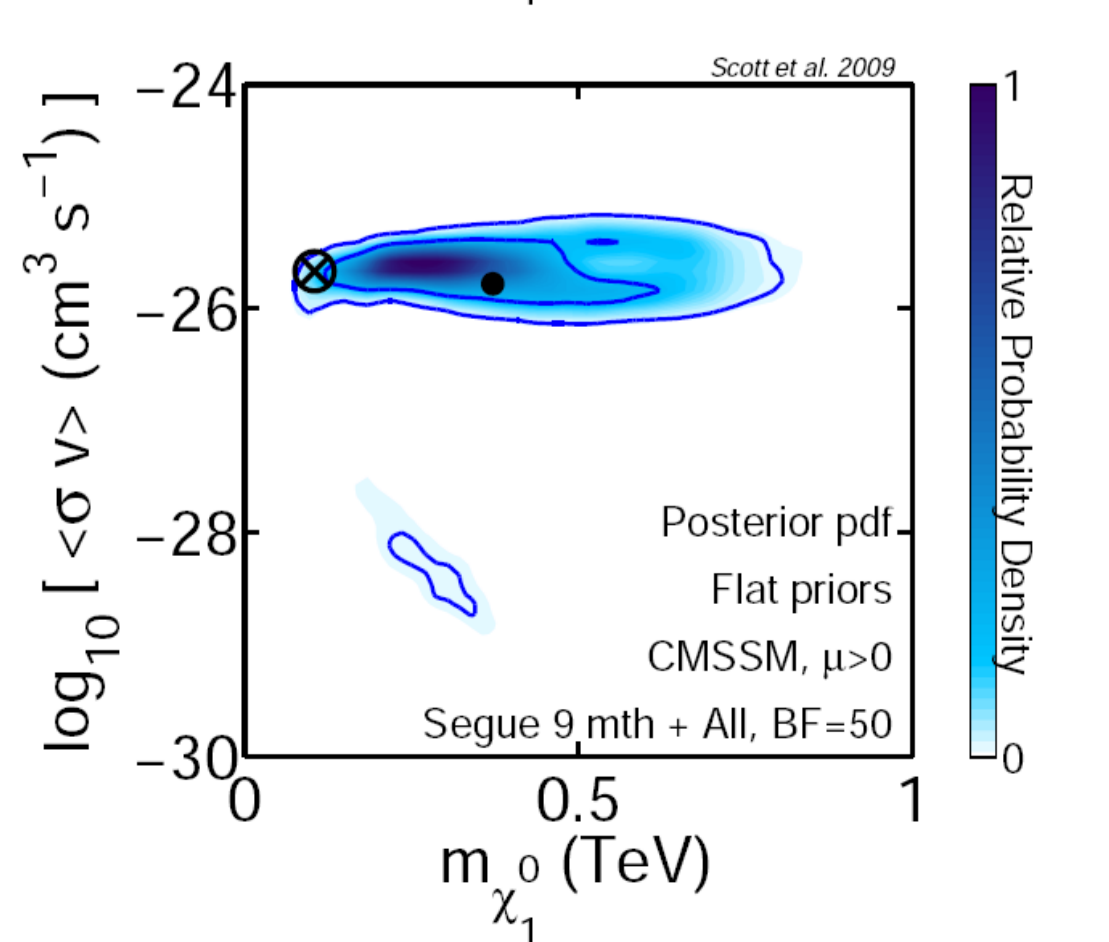 Scott et al. 2009
−24
−26
−28
−30
log10 [ <σ v> (cm3 s−1) ]
Posterior pdf
Flat priors
CMSSM, μ>0
Segue 9 mth + All, BF=50
0
0.5
1
mχ01 (TeV)
1
Relative Probability Density
0